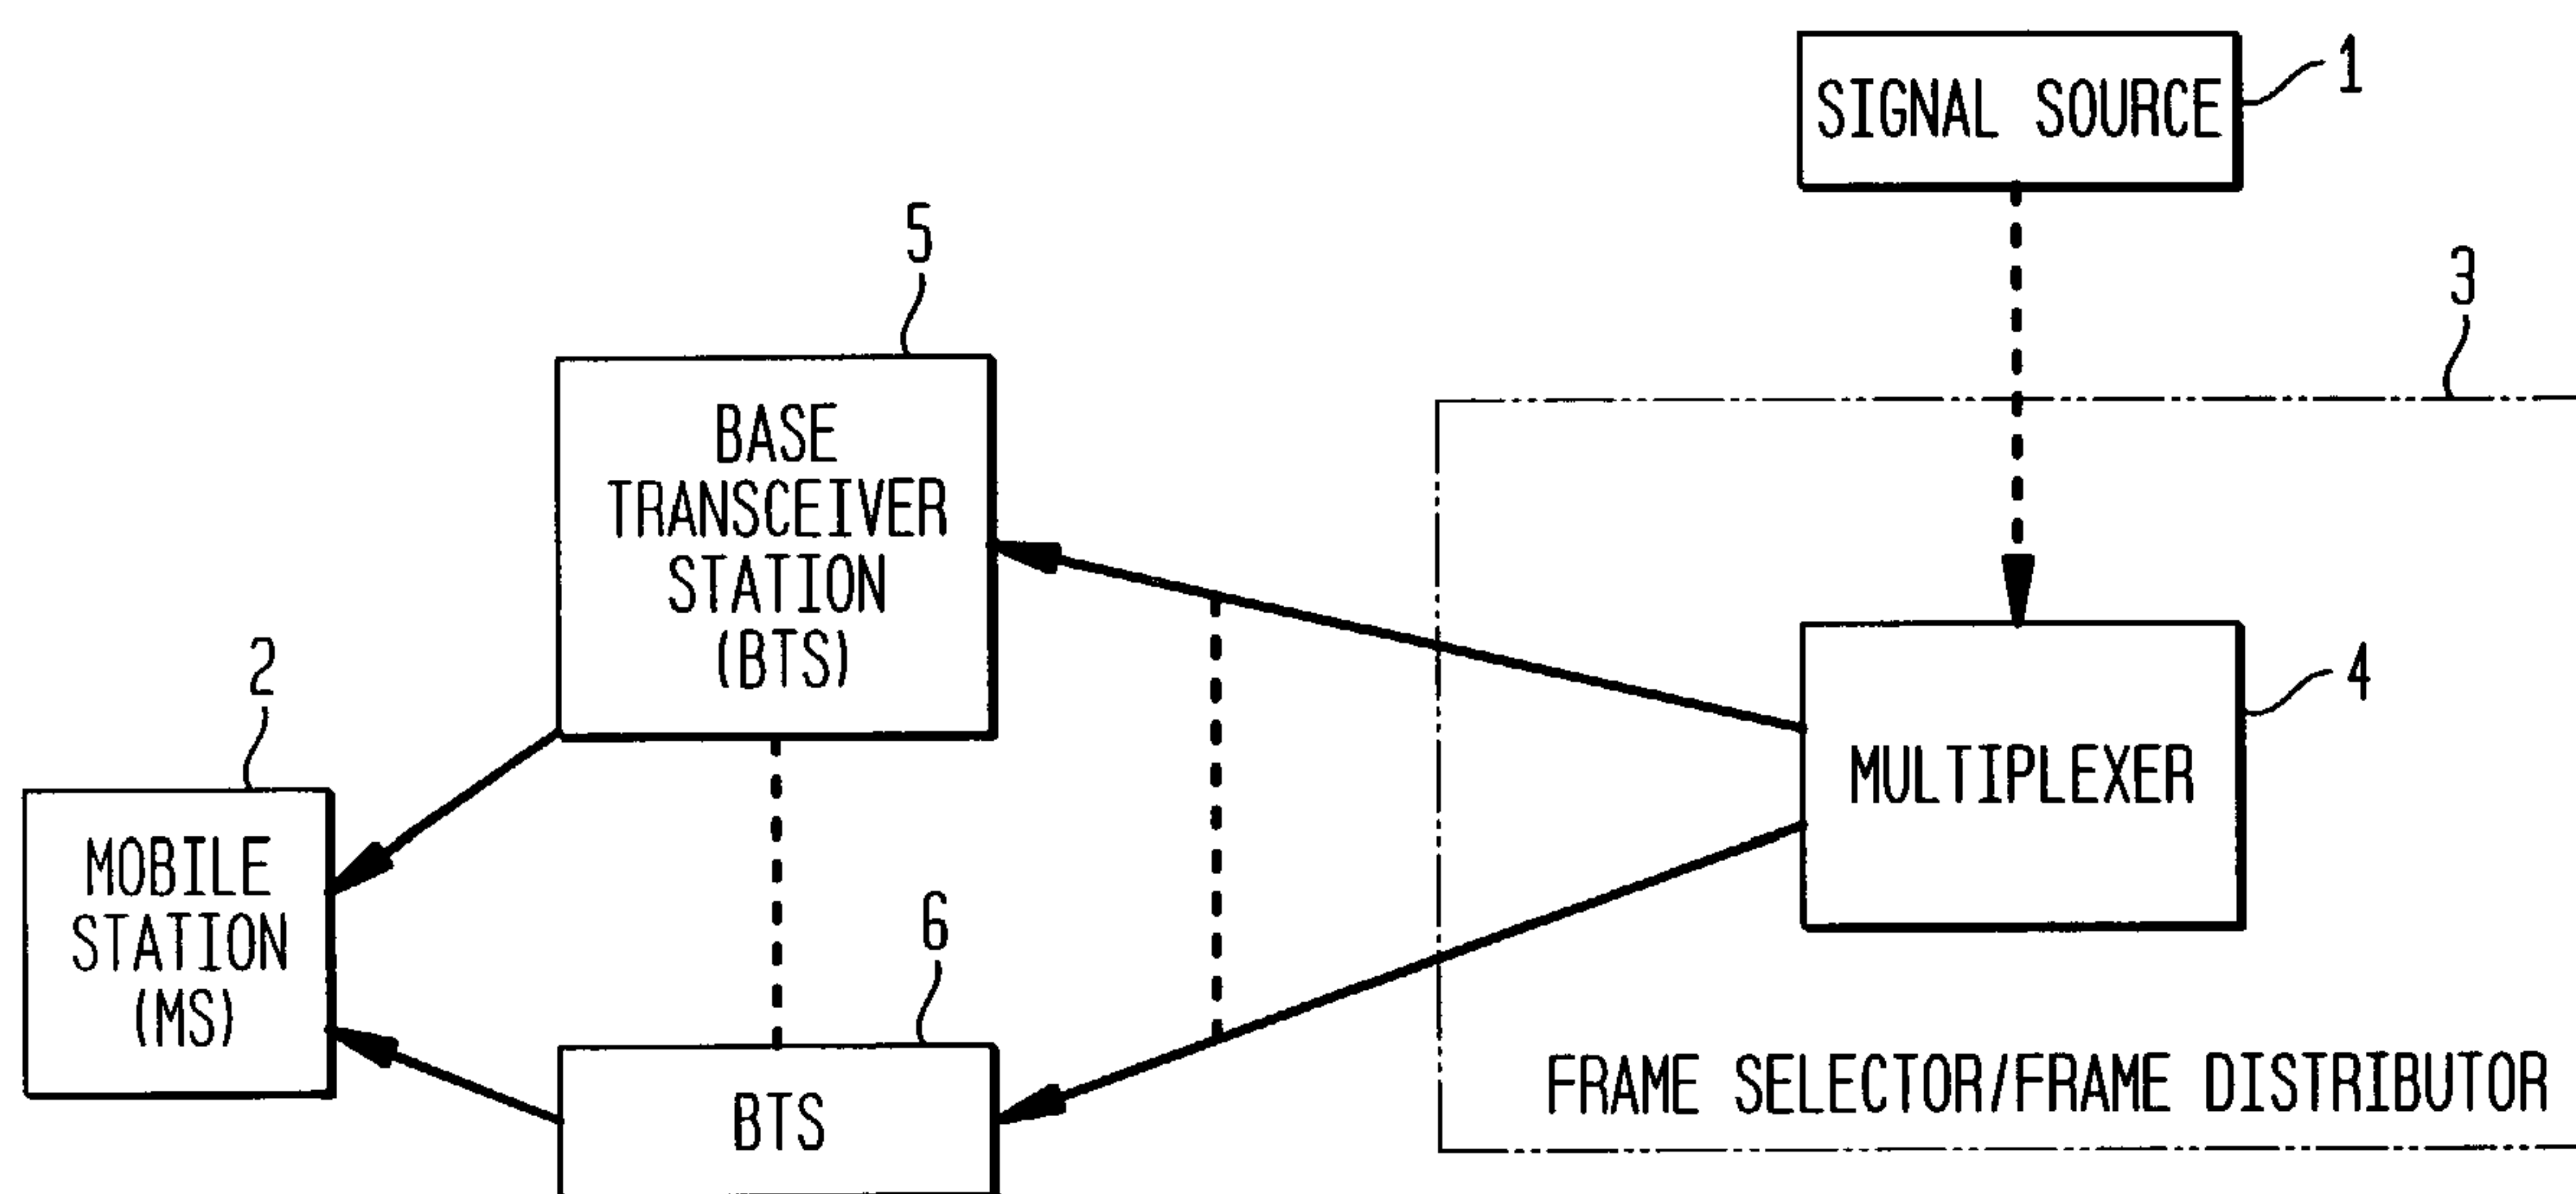 SIGNAL SOURCE
1
5
3
BASE
TRANSCEIVER
STATION
(BTS)
2
4
MULTIPLEXER
MOBILE
STATION
(MS)
6
BTS
FRAME SELECTOR/FRAME DISTRIBUTOR